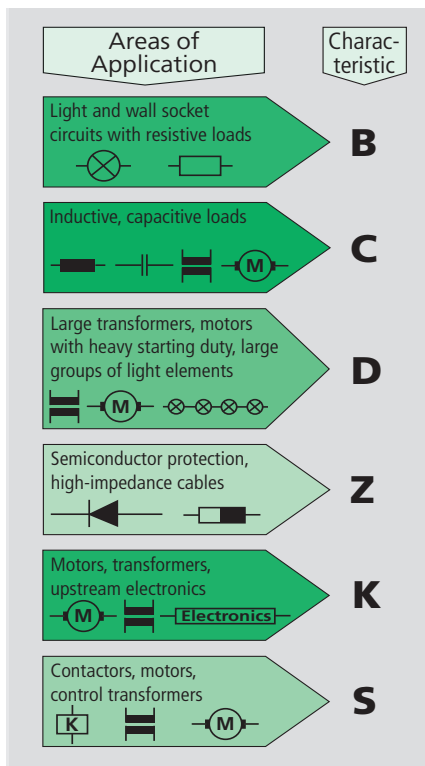 Areas of
Application
Charac-
teristic
Light and wall socket
circuits with resistive loads
B
Inductive, capacitive loads
M
C
Large transformers, motors
with heavy starting duty, large
groups of light elements
M
D
Semiconductor protection,
high-impedance cables
Z
Motors, transformers,
upstream electronics
M
Electronics
K
Contactors, motors,
control transformers
K
M
S